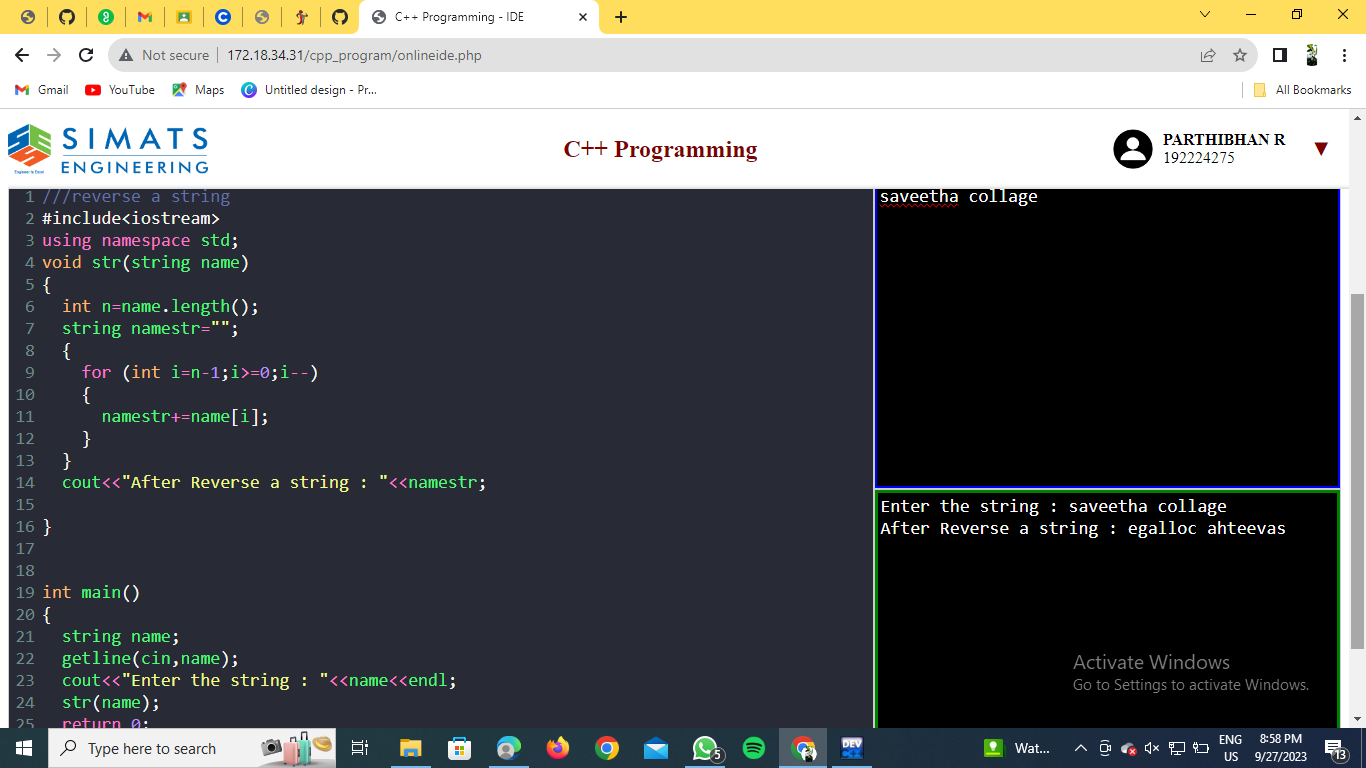 C++ Programming - IDE
Not secure
172.18.34.31/cpp_program/onlineide.php
Gmail
YouTube
Maps
Untitled design - Pr...
All Bookmarks
SIMATS
ENGINEERING
C++ Programming
PARTHIBHAN R
192224275
1 ///reverse a string
2 #include<iostream>
3 using namespace std;
4 void str(string name)
5 {
6   int n=name.length();
7   string namestr="";
8   {
9     for (int i=n-1;i>=0;i--)
10     {
11       namestr+=name[i];
12     }
13   }
14   cout<<"After Reverse a string : "<<namestr;
15
16 }
17
18
19 int main()
20 {
21   string name;
22   getline(cin,name);
23   cout<<"Enter the string : "<<name<<endl;
24   str(name);
25   return 0;
saveetha collage
Enter the string : saveetha collage
After Reverse a string : egalloc ahteevas
Activate Windows
Go to Settings to activate Windows.
Type here to search
DEV
5
Wat...
ENG
US
8:58 PM
9/27/2023
13